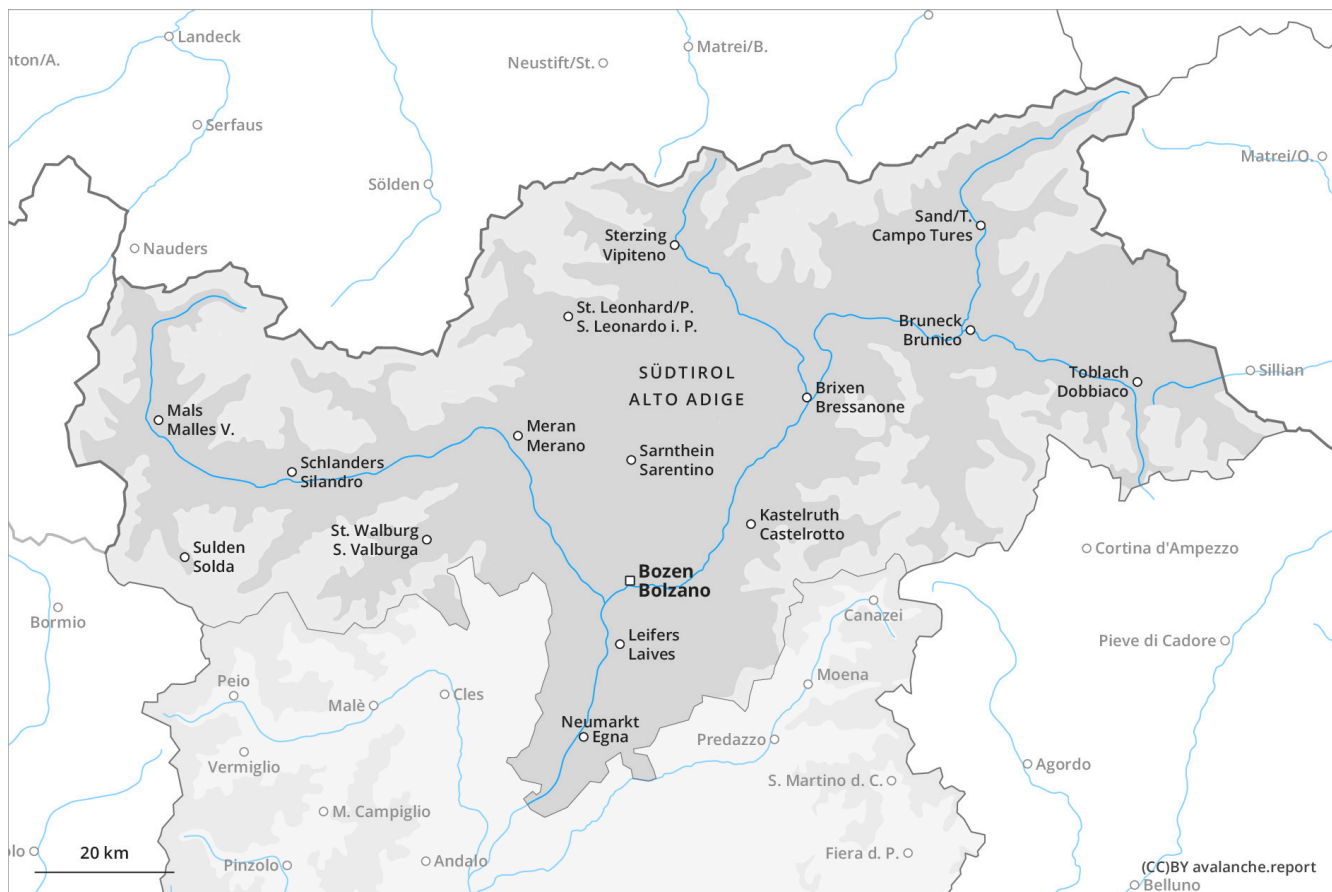 Landeck
nton/A.
Neustift/St.
Matrei/B.
Serfaus
Matrei/O.
Sölden
Nauders
Sterzing
Vipiteno
Sand/T.
Campo Tures
St. Leonhard/P.
S. Leonardo i. P.
Bruneck
Brunico
SÜDTIROL
ALTO ADIGE
Toblach
Dobbiaco
Sillian
Brixen
Bressanone
Mals
Malles V.
Meran
Merano
Schlanders
Silandro
Sarnthein
Sarentino
Kastelruth
Castelrotto
St. Walburg
S. Valburga
Sulden
Solda
Cortina d'Ampezzo
Bozen
Bolzano
Bormio
Canazei
Leifers
Laives
Pieve di Cadore
Peio
Malè
Cles
Moena
Neumarkt
Egna
Predazzo
Vermiglio
Agordo
S. Martino d. C.
M. Campiglio
olo
20 km
Pinzolo
Andalo
Fiera d. P.
(CC)BY avalanche.report
Belluno